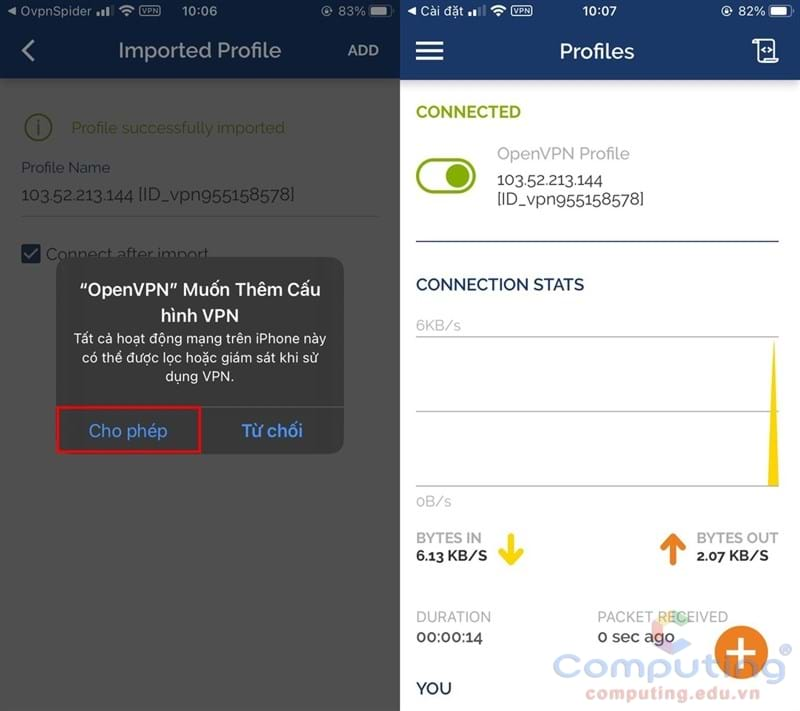 OvpnSpider VPN 10:06 83%
Imported Profile ADD
Profile successfully imported
Profile Name
103.52.213.144 [ID_vpn955158578]
Connect after import
“OpenVPN” Muốn Thêm Cấu
hình VPN
Tất cả hoạt động mạng trên iPhone này
có thể được lọc hoặc giám sát khi sử
dụng VPN.
Cho phép Từ chối
Cài đặt VPN 10:07 82%
Profiles
CONNECTED
OpenVPN Profile
103.52.213.144
[ID_vpn955158578]
CONNECTION STATS
6KB/s
0B/s
BYTES IN
6.13 KB/S
BYTES OUT
2.07 KB/S
DURATION
00:00:14
PACKET RECEIVED
0 sec ago
YOU
Computing®
computing.edu.vn